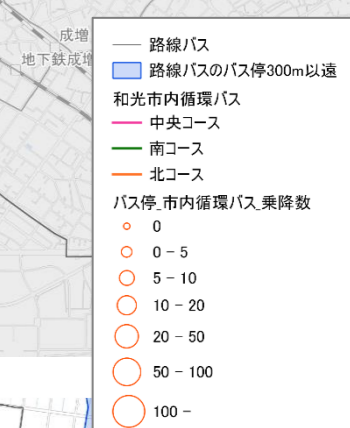 成増
地下鉄成増
路線バス
路線バスのバス停300m以遠
和光市内循環バス
中央コース
南コース
北コース
バス停_市内循環バス_乗降数
0
0 - 5
5 - 10
10 - 20
20 - 50
50 - 100
100 -